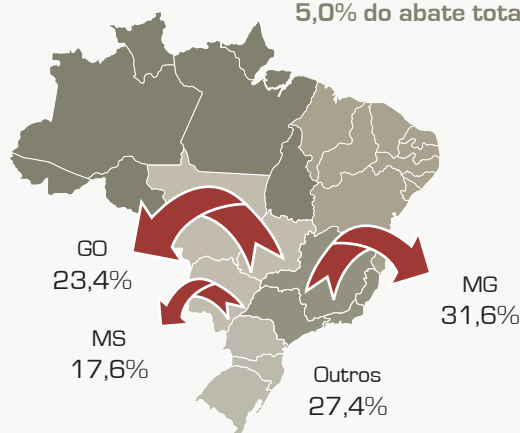 5,0% do abate tota
GO
23,4%
MG
31,6%
MS
17,6%
Outros
27,4%